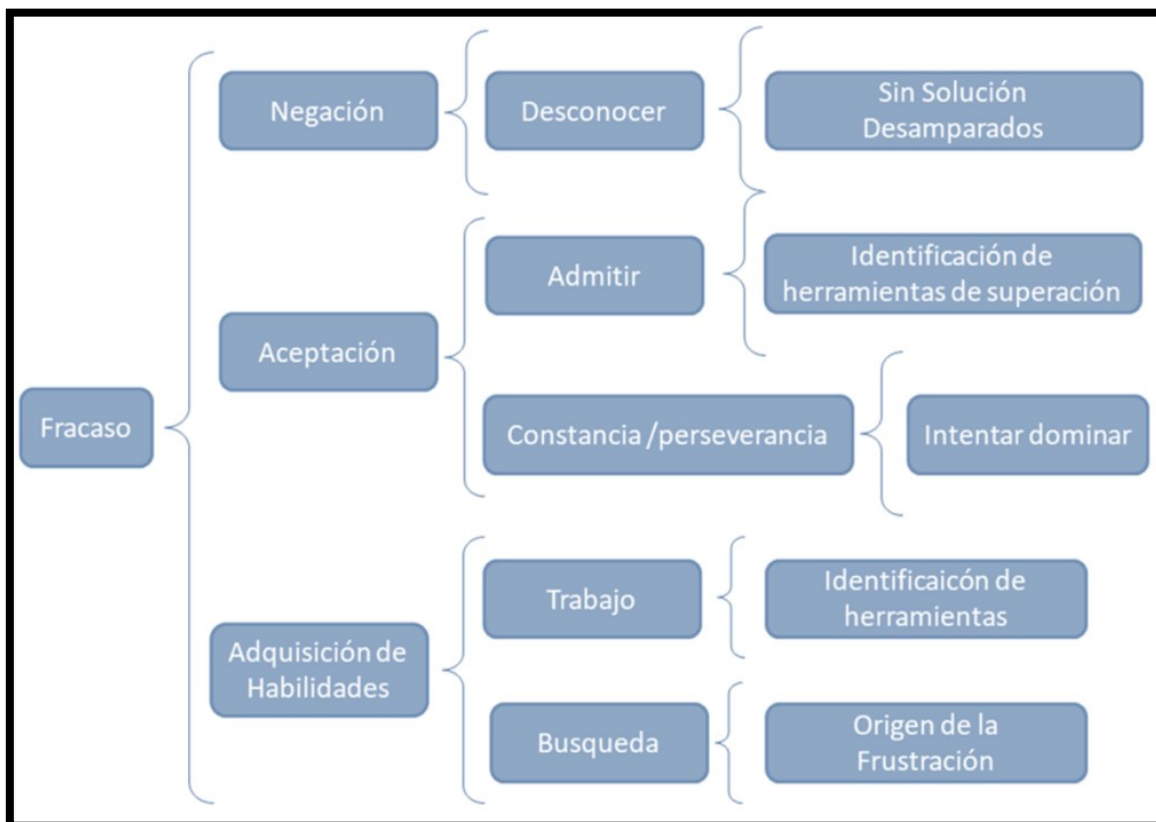 Fracaso
Negación
Desconocer
Sin Solución
Desamparados
Aceptación
Admitir
Identificación de
herramientas de superación
Constancia /perseverancia
Intentar dominar
Adquisición de
Habilidades
Trabajo
Identificaicón de
herramientas
Busqueda
Origen de la
Frustración